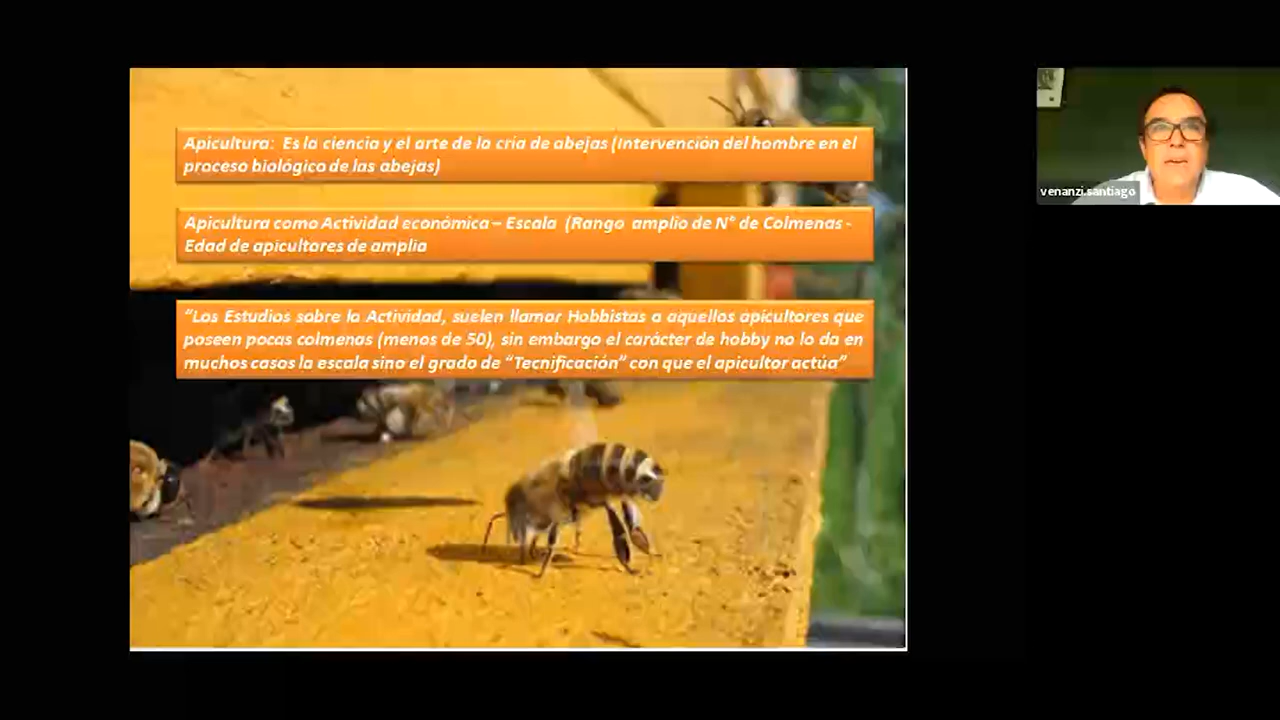 Apicultura: Es la ciencia y el arte de la cría de abejas (Intervención del hombre en el
proceso biológico de las abejas)
Apicultura como Actividad económica – Escala (Rango amplio de N° de Colmenas -
Edad de apicultores de amplia
“Los Estudios sobre la Actividad, suelen llamar Hobbistas a aquellos apicultores que
poseen pocas colmenas (menos de 50), sin embargo el carácter de hobby no lo da en
muchos casos la escala sino el grado de “Tecnificación” con que el apicultor actúa”
venanzi.santiago